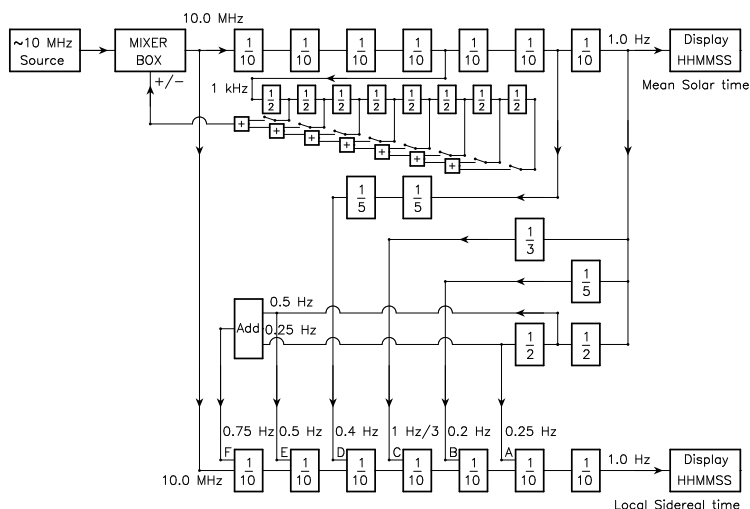 10.0 MHz
~10 MHz
Source
MIXER
BOX
1/10 1/10 1/10 1/10 1/10 1/10 1/10
1.0 Hz
Display
HHMMSS
+/−
Mean Solar time
1 kHz
1/2 1/2 1/2 1/2 1/2 1/2 1/2 1/2
+ + + + + + +
1/5 1/5
1/3
1/5
0.5 Hz
Add
0.25 Hz
1/2 1/2
0.75 Hz
0.5 Hz
0.4 Hz
1 Hz/3
0.2 Hz
0.25 Hz
F E D C B A
10.0 MHz
1/10 1/10 1/10 1/10 1/10 1/10 1/10
1.0 Hz
Display
HHMMSS
Local Sidereal time